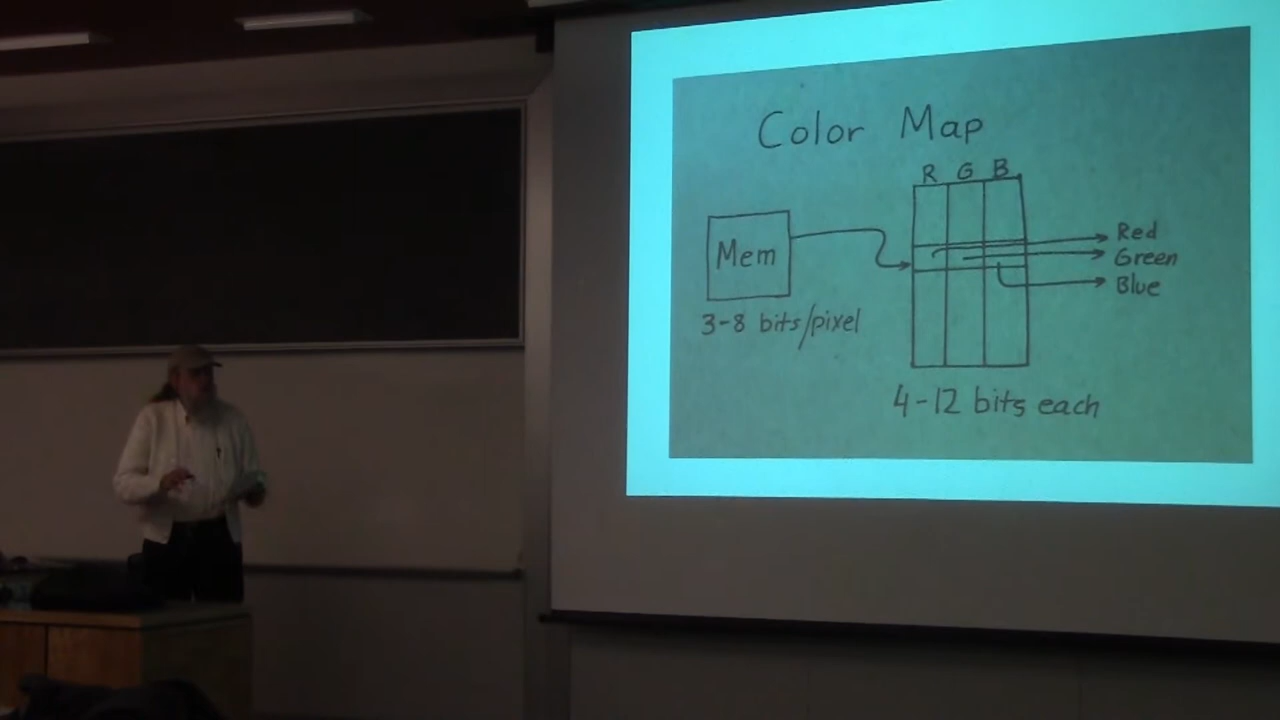 Color Map
R G B
Mem
Red
Green
Blue
3-8 bits/pixel
4-12 bits each